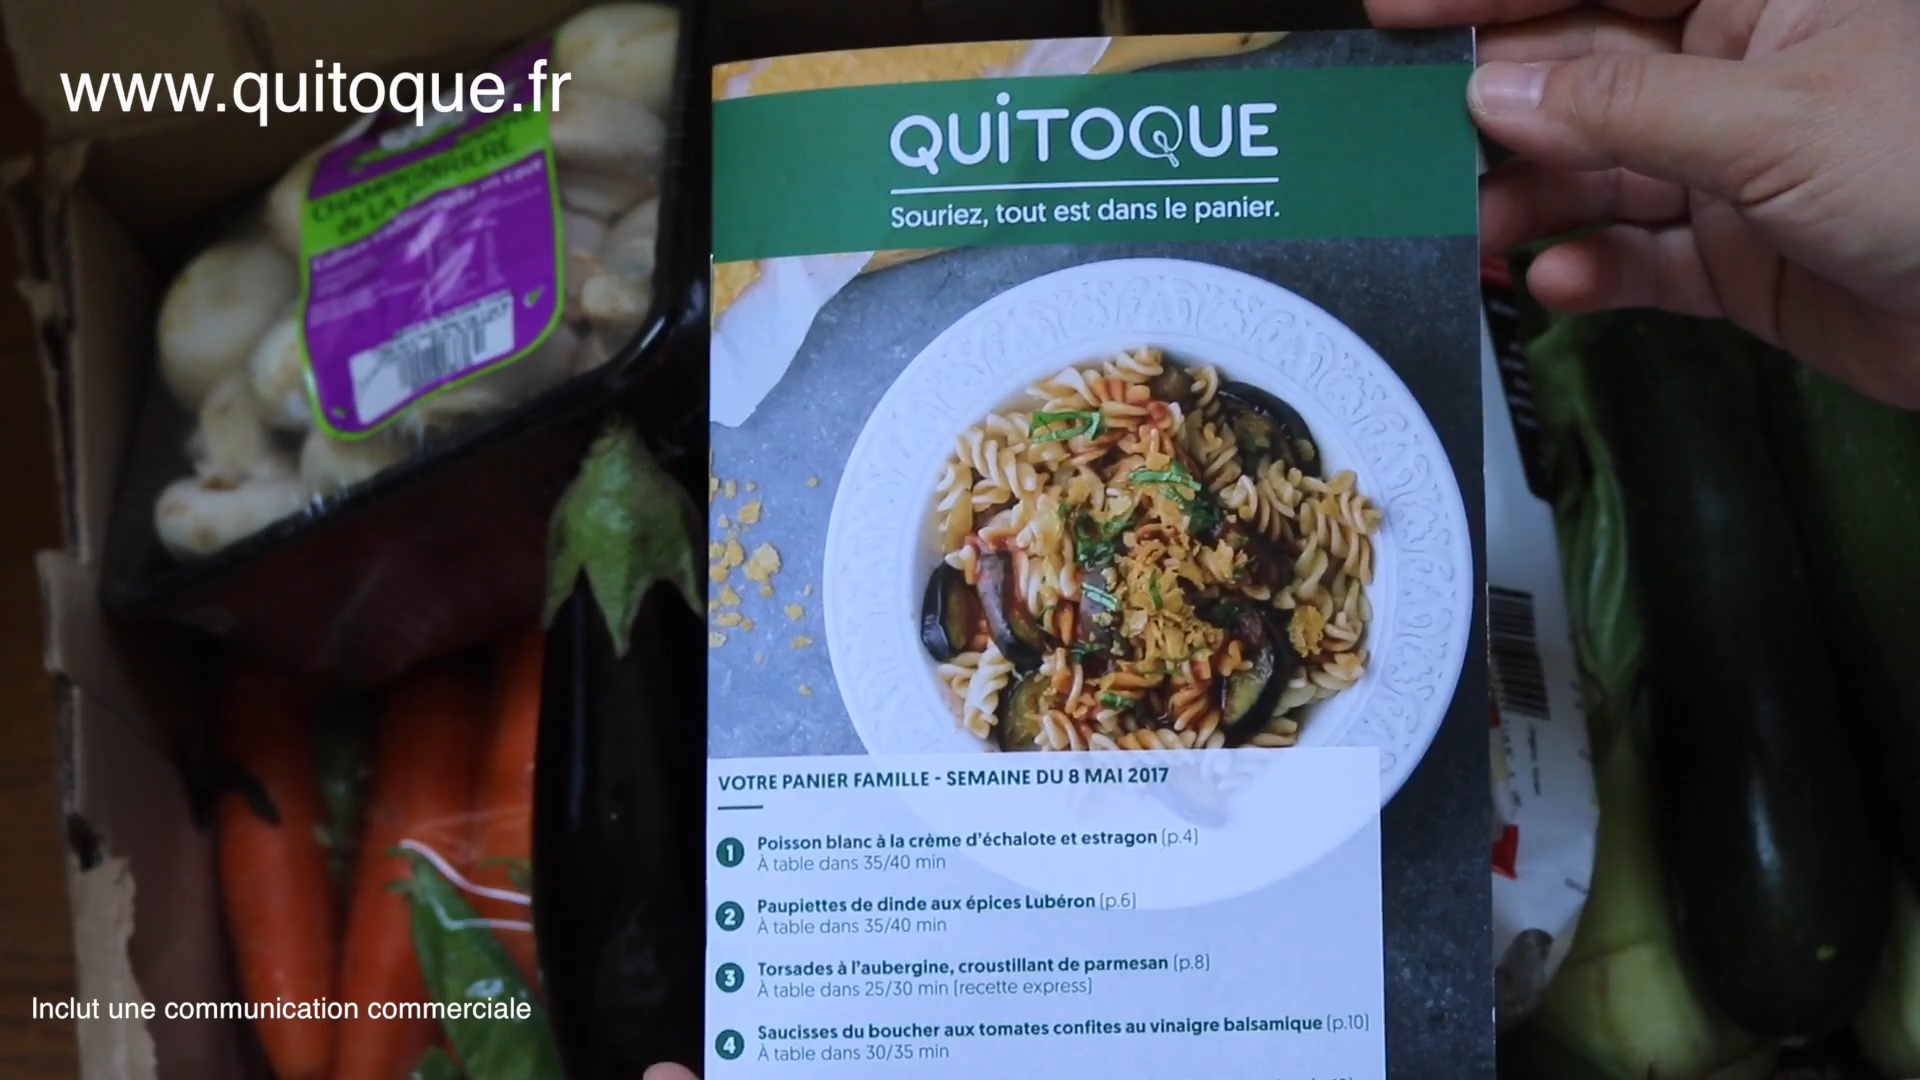 www.quitoque.fr
CHAMPIGNONNIÈRE
de LA
QUITOQUE
Souriez, tout est dans le panier.
VOTRE PANIER FAMILLE - SEMAINE DU 8 MAI 2017
1 Poisson blanc à la crème d'échalote et estragon (p.4)
À table dans 35/40 min
2 Paupiettes de dinde aux épices Lubéron (p.6)
À table dans 35/40 min
3 Torsades à l'aubergine, croustillant de parmesan (p.8)
À table dans 25/30 min (recette express)
4 Saucisses du boucher aux tomates confites au vinaigre balsamique (p.10)
À table dans 30/35 min
Inclut une communication commerciale